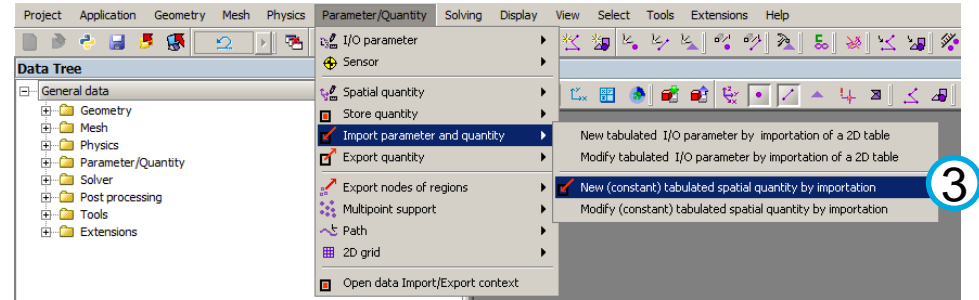 Project Application Geometry Mesh Physics Parameter/Quantity Solving Display View Select Tools Extensions Help
Data Tree
General data
Geometry
Mesh
Physics
Parameter/Quantity
Solver
Post processing
Tools
Extensions
I/O parameter
Sensor
Spatial quantity
Store quantity
Import parameter and quantity
Export quantity
Export nodes of regions
Multipoint support
Path
2D grid
Open data Import/Export context
New tabulated I/O parameter by importation of a 2D table
Modify tabulated I/O parameter by importation of a 2D table
New (constant) tabulated spatial quantity by importation
Modify (constant) tabulated spatial quantity by importation
3